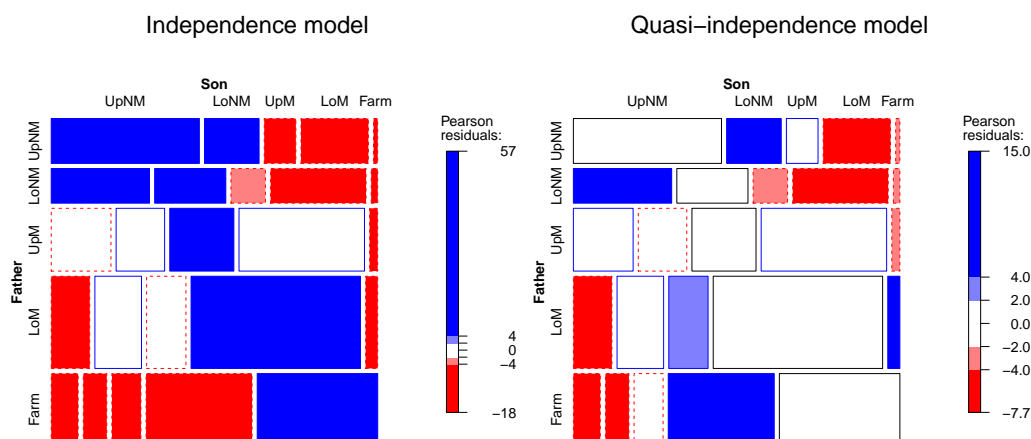 Independence model
Son
UpNM LoNM UpM LoM Farm
Father
UpNM
LoNM
UpM
LoM
Farm
Pearson
residuals:
57
4
0
−4
−18
Quasi−independence model
Son
UpNM LoNM UpM LoM Farm
Father
UpNM
LoNM
UpM
LoM
Farm
Pearson
residuals:
15.0
4.0
2.0
0.0
−2.0
−4.0
−7.7